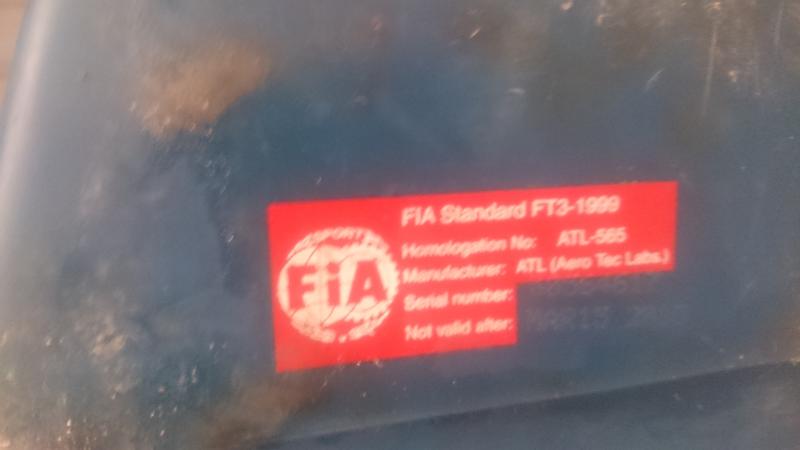 FIA
FIA Standard FT3-1999
Homologation No: ATL-565
Manufacturer: ATL (Aero Tec Labs.)
Serial number:
Not valid after: